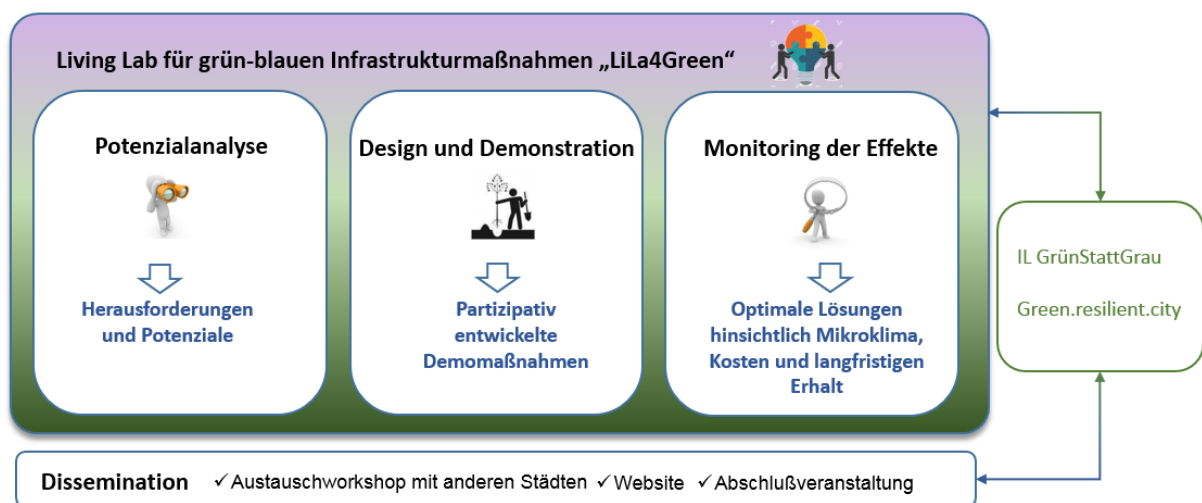 Living Lab für grün-blauen Infrastrukturmaßnahmen „LiLa4Green“
Potenzialanalyse
Herausforderungen
und Potenziale
Design und Demonstration
Partizipativ
entwickelte
Demomaßnahmen
Monitoring der Effekte
Optimale Lösungen
hinsichtlich Mikroklima,
Kosten und langfristigen
Erhalt
IL GrünStattGrau
Green.resilient.city
Dissemination ✓Austauschworkshop mit anderen Städten ✓Website ✓Abschlußveranstaltung